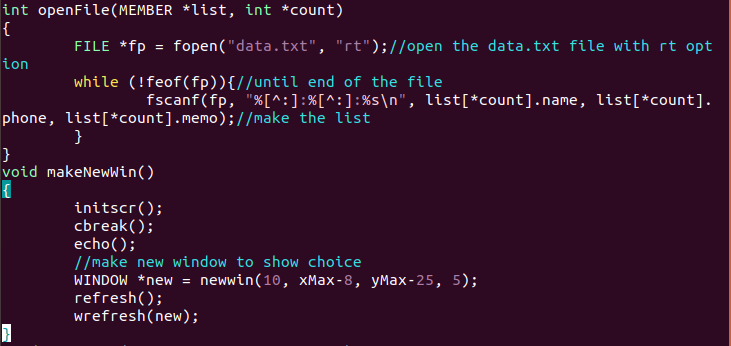 int openFile(MEMBER *list, int *count)
{
        FILE *fp = fopen("data.txt", "rt");//open the data.txt file with rt opt
ion
        while (!feof(fp)){//until end of the file
                fscanf(fp, "%[^:]:%[^:]:%s\n", list[*count].name, list[*count].
phone, list[*count].memo);//make the list
        }
}
void makeNewWin()
{
        initscr();
        cbreak();
        echo();
        //make new window to show choice
        WINDOW *new = newwin(10, xMax-8, yMax-25, 5);
        refresh();
        wrefresh(new);
}